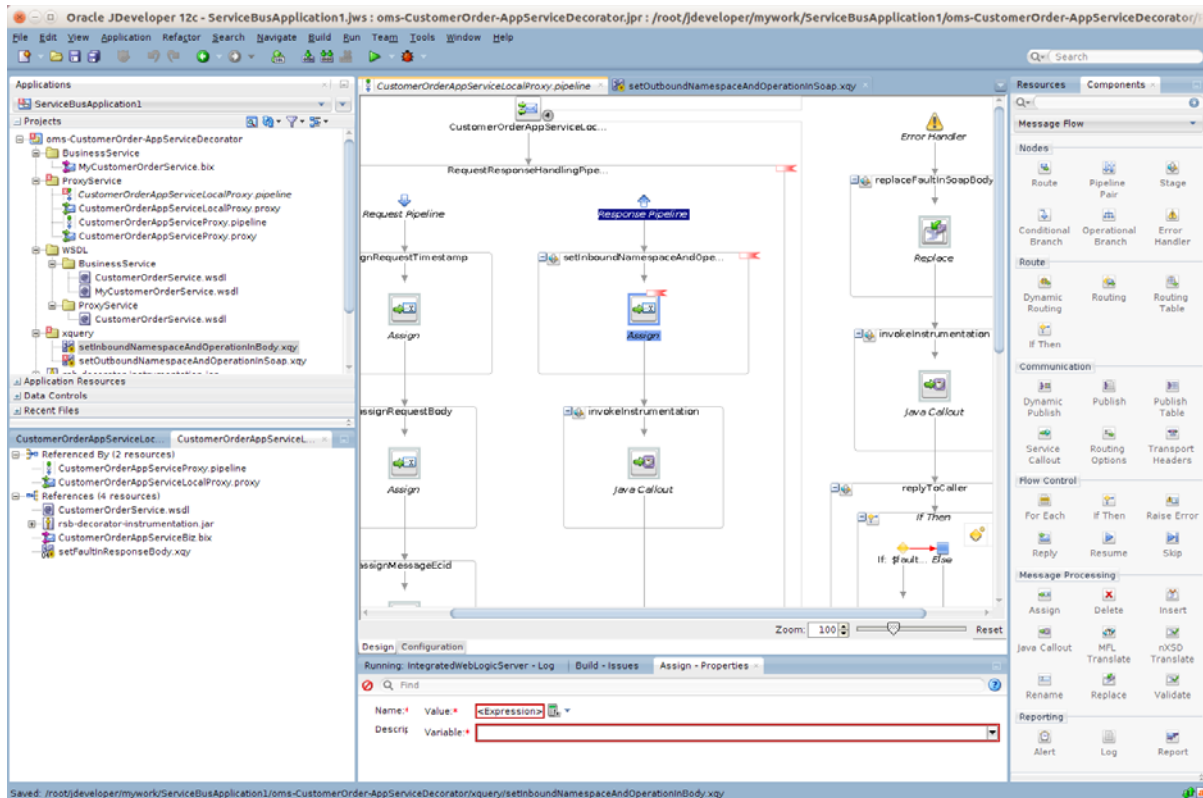 Oracle JDeveloper 12c - ServiceBusApplication1.jws : oms-CustomerOrder-AppServiceDecorator.jpr : /root/jdeveloper/mywork/ServiceBusApplication1/oms-CustomerOrder-AppServiceDecorator/
File Edit View Application Refactor Search Navigate Build Run Team Tools Window Help
Search
Applications
ServiceBusApplication1
Projects
oms-CustomerOrder-AppServiceDecorator
BusinessService
MyCustomerOrderService.bix
ProxyService
CustomerOrderAppServiceLocalProxy.pipeline
CustomerOrderAppServiceLocalProxy.proxy
CustomerOrderAppServiceProxy.pipeline
CustomerOrderAppServiceProxy.proxy
WSDL
BusinessService
CustomerOrderService.wsdl
MyCustomerOrderService.wsdl
ProxyService
CustomerOrderService.wsdl
xquery
setInboundNamespaceAndOperationInBody.xqy
setOutboundNamespaceAndOperationInSoap.xqy
Application Resources
Data Controls
Recent Files
CustomerOrderAppServiceLoc... CustomerOrderAppServiceL...
Referenced By (2 resources)
CustomerOrderAppServiceProxy.pipeline
CustomerOrderAppServiceLocalProxy.proxy
References (4 resources)
CustomerOrderService.wsdl
rsb-decorator-instrumentation.jar
CustomerOrderAppServiceBiz.bix
setFaultInResponseBody.xqy
CustomerOrderAppServiceLocalProxy.pipeline setOutboundNamespaceAndOperationInSoap.xqy
CustomerOrderAppServiceLoc...
RequestResponseHandlingPipe...
Request Pipeline
Response Pipeline
gnRequestTimestamp
setInboundNamespaceAndOpe...
Assign
Assign
assignRequestBody
invokeInstrumentation
Assign
Java Callout
assignMessageEcid
Error Handler
replaceFaultInSoapBody
Replace
invokeInstrumentation
Java Callout
replyToCaller
If Then
If: $fault... Else
Zoom: 100 Reset
Design Configuration
Running: IntegratedWebLogicServer - Log Build - Issues Assign - Properties
Find
Name:* Value:* <Expression>
Descrip Variable:*
Resources Components
Message Flow
Nodes
Route Pipeline Pair Stage
Conditional Branch Operational Branch Error Handler
Route
Dynamic Routing Routing Routing Table
If Then
Communication
Dynamic Publish Publish Publish Table
Service Callout Routing Options Transport Headers
Flow Control
For Each If Then Raise Error
Reply Resume Skip
Message Processing
Assign Delete Insert
Java Callout MFL Translate nXSD Translate
Rename Replace Validate
Reporting
Alert Log Report
Saved: /root/jdeveloper/mywork/ServiceBusApplication1/oms-CustomerOrder-AppServiceDecorator/xquery/setInboundNamespaceAndOperationInBody.xqy